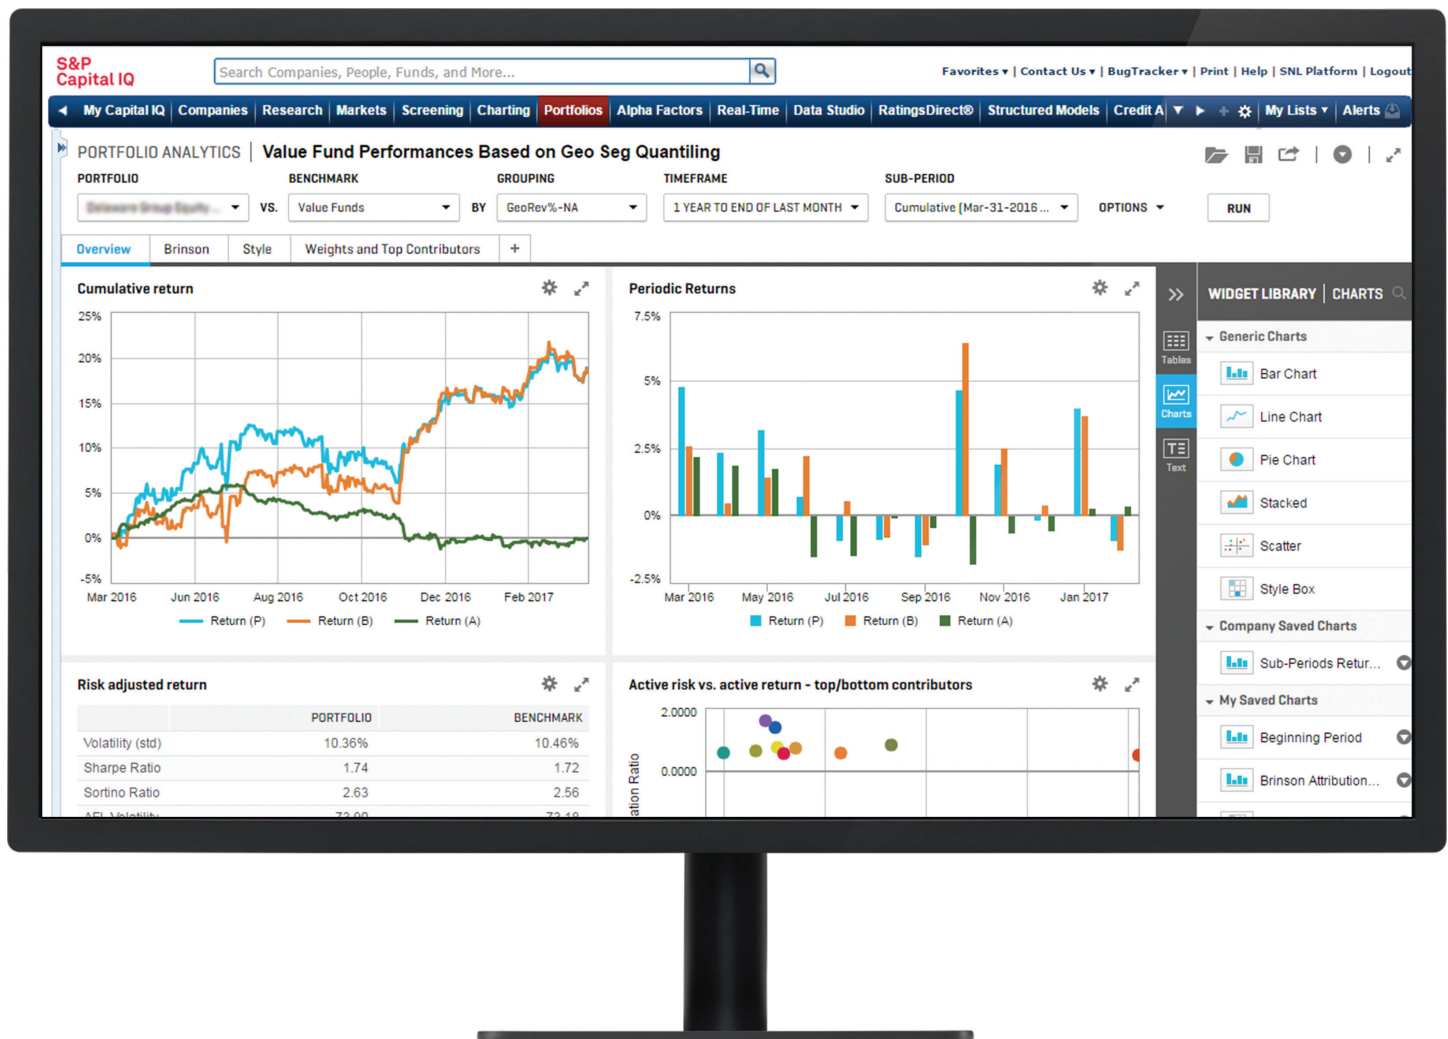 S&P
Capital IQ
Search Companies, People, Funds, and More...
Favorites ▾ | Contact Us ▾ | BugTracker ▾ | Print | Help | SNL Platform | Logout
My Capital IQ Companies Research Markets Screening Charting Portfolios Alpha Factors Real-Time Data Studio RatingsDirect® Structured Models Credit A My Lists ▾ Alerts
PORTFOLIO ANALYTICS | Value Fund Performances Based on Geo Seg Quantiling
PORTFOLIO BENCHMARK GROUPING TIMEFRAME SUB-PERIOD
VS. Value Funds BY GeoRev%-NA 1 YEAR TO END OF LAST MONTH Cumulative (Mar-31-2016 ... OPTIONS RUN
Overview Brinson Style Weights and Top Contributors +
Cumulative return
25%
20%
15%
10%
5%
0%
-5%
Mar 2016 Jun 2016 Aug 2016 Oct 2016 Dec 2016 Feb 2017
Return (P) Return (B) Return (A)
Periodic Returns
7.5%
5%
2.5%
0%
-2.5%
Mar 2016 May 2016 Jul 2016 Sep 2016 Nov 2016 Jan 2017
Return (P) Return (B) Return (A)
Risk adjusted return
PORTFOLIO BENCHMARK
Volatility (std) 10.36% 10.46%
Sharpe Ratio 1.74 1.72
Sortino Ratio 2.63 2.56
Active risk vs. active return - top/bottom contributors
2.0000
0.0000
ation Ratio
Tables
Charts
Text
WIDGET LIBRARY | CHARTS
Generic Charts
Bar Chart
Line Chart
Pie Chart
Stacked
Scatter
Style Box
Company Saved Charts
Sub-Periods Retur...
My Saved Charts
Beginning Period
Brinson Attribution...